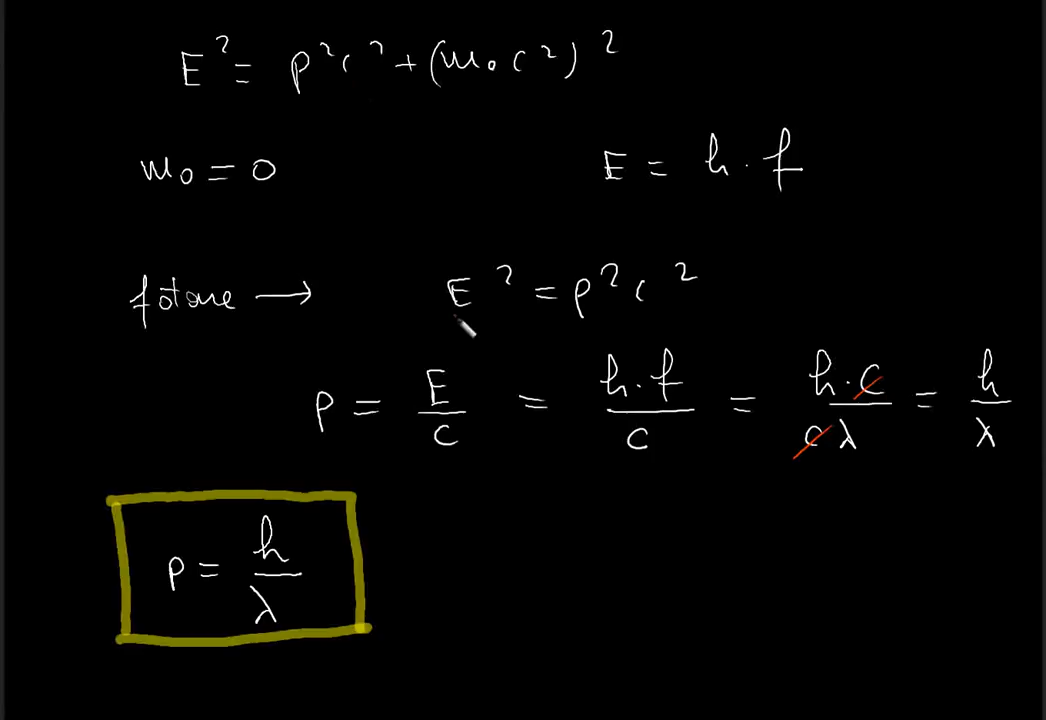 E² = p²c² + (m₀c²)²
m₀ = 0 E = h · f
fotone → E² = p²c²
p = E/c = h·f/c = h·c/cλ = h/λ
p = h/λ